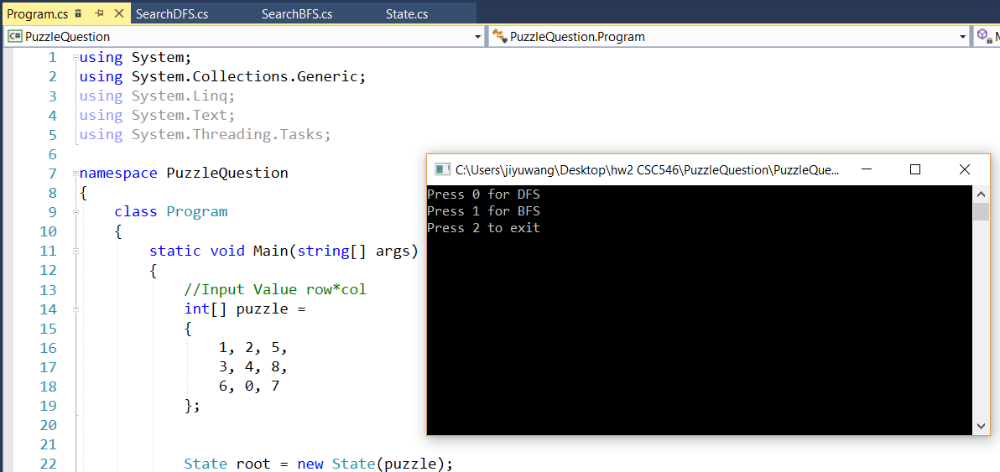 Program.cs SearchDFS.cs SearchBFS.cs State.cs
C# PuzzleQuestion PuzzleQuestion.Program M
1 using System;
2 using System.Collections.Generic;
3 using System.Linq;
4 using System.Text;
5 using System.Threading.Tasks;
6
7 namespace PuzzleQuestion
8 {
9 class Program
10 {
11 static void Main(string[] args)
12 {
13 //Input Value row*col
14 int[] puzzle =
15 {
16 1, 2, 5,
17 3, 4, 8,
18 6, 0, 7
19 };
20
21
22 State root = new State(puzzle);
C:\Users\jiyuwang\Desktop\hw2 CSC546\PuzzleQuestion\PuzzleQue...
Press 0 for DFS
Press 1 for BFS
Press 2 to exit